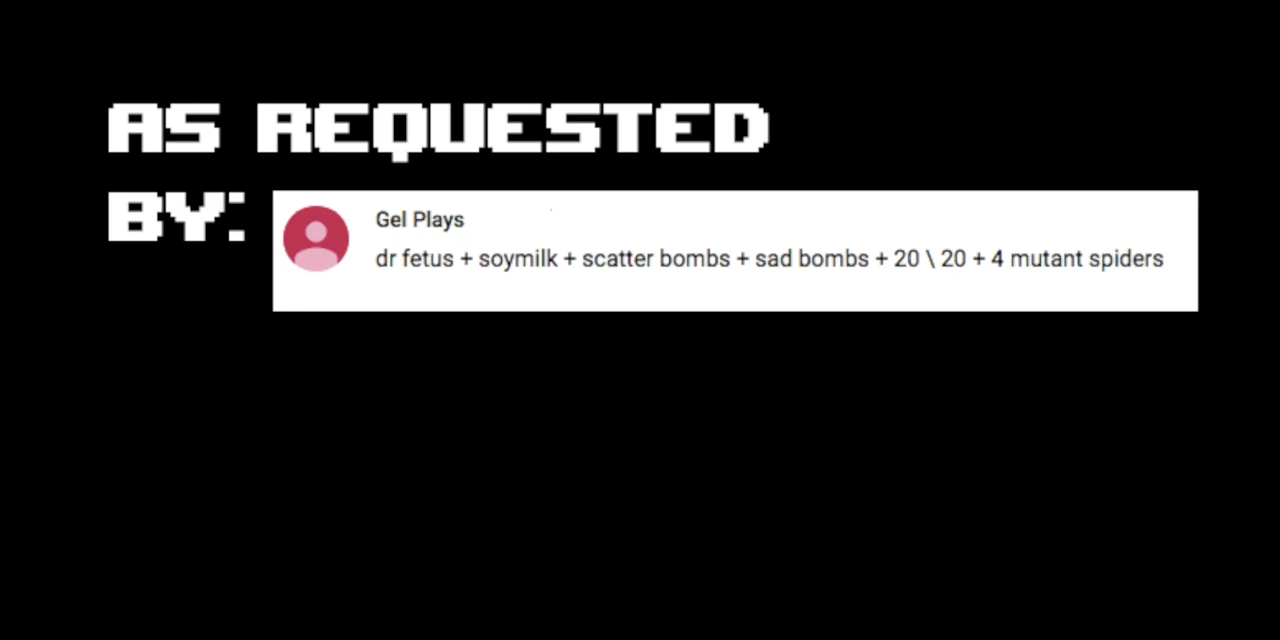 AS REQUESTED
BY:
Gel Plays
dr fetus + soymilk + scatter bombs + sad bombs + 20 \ 20 + 4 mutant spiders